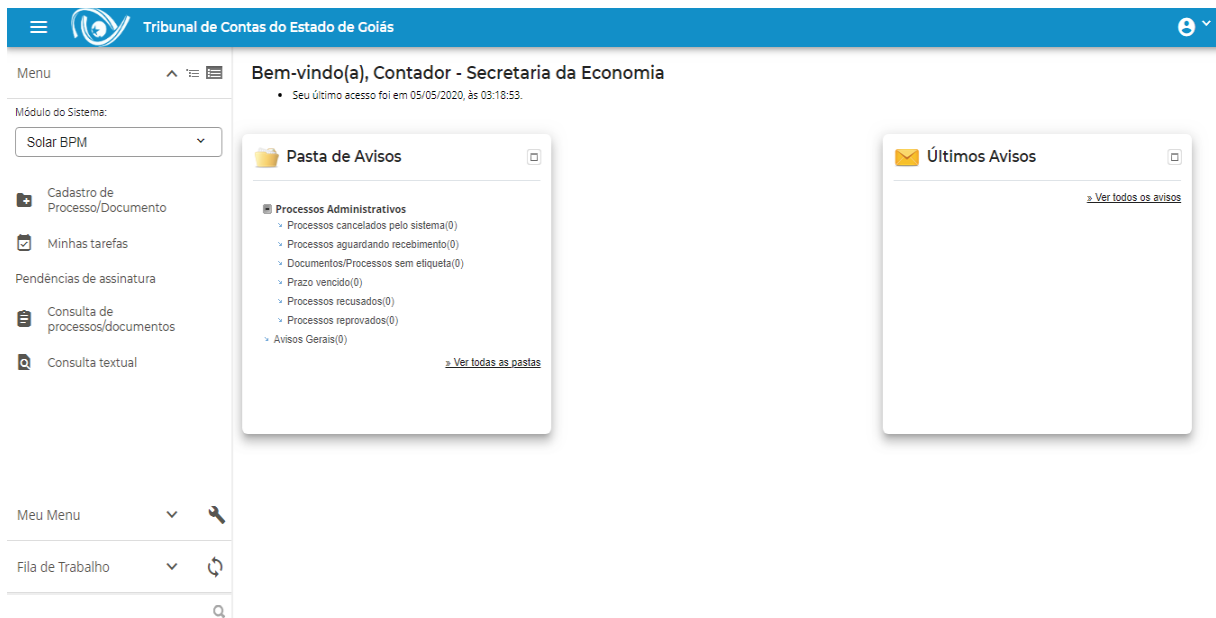 Tribunal de Contas do Estado de Goiás
Menu
Módulo do Sistema:
Solar BPM
Cadastro de
Processo/Documento
Minhas tarefas
Pendências de assinatura
Consulta de
processos/documentos
Consulta textual
Meu Menu
Fila de Trabalho
Bem-vindo(a), Contador - Secretaria da Economia
Seu último acesso foi em 05/05/2020, às 03:18:53.
Pasta de Avisos
Processos Administrativos
Processos cancelados pelo sistema(0)
Processos aguardando recebimento(0)
Documentos/Processos sem etiqueta(0)
Prazo vencido(0)
Processos recusados(0)
Processos reprovados(0)
Avisos Gerais(0)
» Ver todas as pastas
Últimos Avisos
» Ver todos os avisos